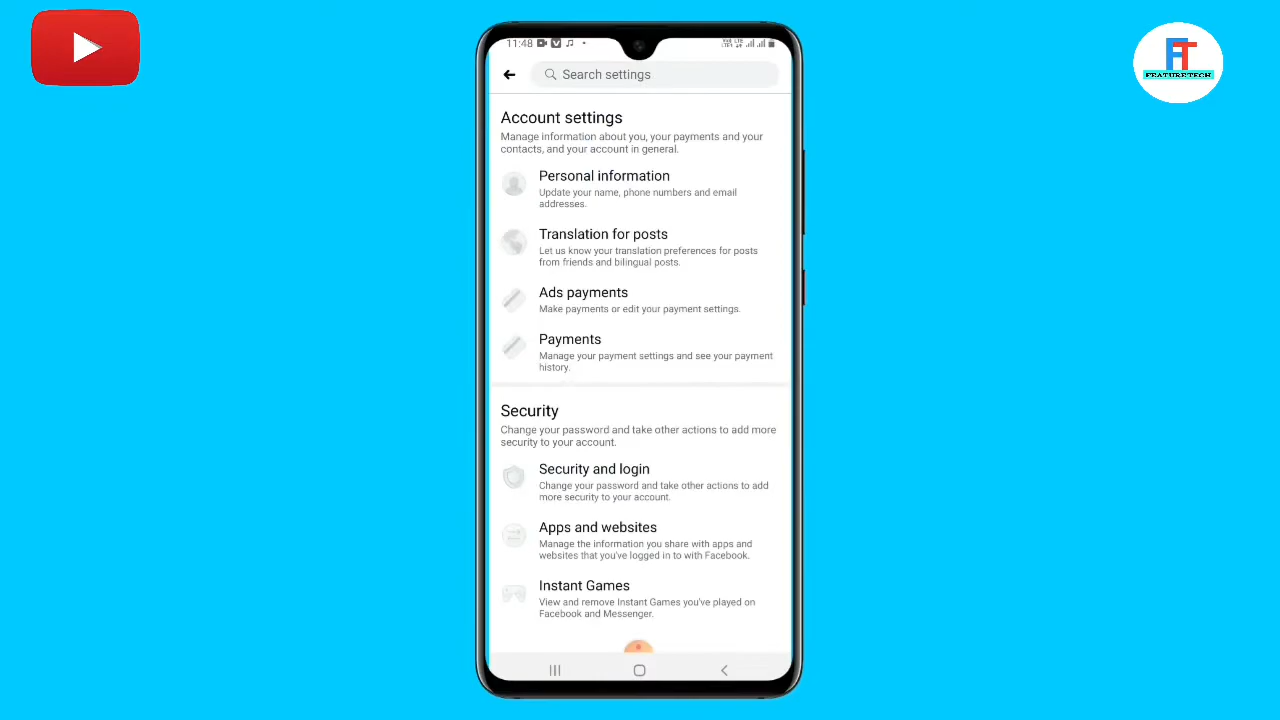 11:48
Search settings
FT
FEATURETECH
Account settings
Manage information about you, your payments and your
contacts, and your account in general.
Personal information
Update your name, phone numbers and email
addresses.
Translation for posts
Let us know your translation preferences for posts
from friends and bilingual posts.
Ads payments
Make payments or edit your payment settings.
Payments
Manage your payment settings and see your payment
history.
Security
Change your password and take other actions to add more
security to your account.
Security and login
Change your password and take other actions to add
more security to your account.
Apps and websites
Manage the information you share with apps and
websites that you've logged in to with Facebook.
Instant Games
View and remove Instant Games you've played on
Facebook and Messenger.